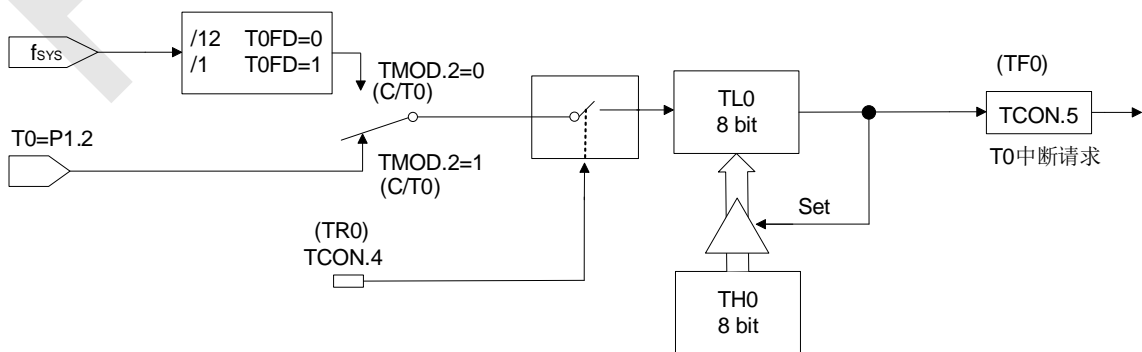 fSYS
/12 T0FD=0
/1 T0FD=1
TMOD.2=0
(C/T0)
T0=P1.2
TMOD.2=1
(C/T0)
(TR0)
TCON.4
TL0
8 bit
Set
TH0
8 bit
(TF0)
TCON.5
T0中断请求